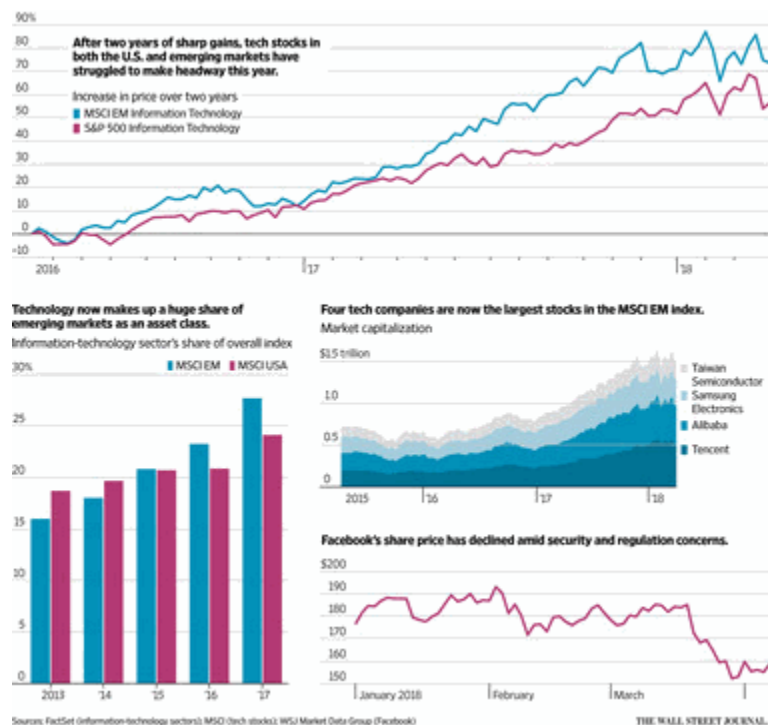 90%
After two years of sharp gains, tech stocks in
both the U.S. and emerging markets have
struggled to make headway this year.
Increase in price over two years
MSCI EM Information Technology
S&P 500 Information Technology
80
70
60
50
40
30
20
10
0
-10
2016
'17
'18
Technology now makes up a huge share of
emerging markets as an asset class.
Information-technology sector's share of overall index
30%
MSCI EM MSCI USA
25
20
15
10
5
0
2013 '14 '15 '16 '17
Four tech companies are now the largest stocks in the MSCI EM index.
Market capitalization
$1.5 trillion
1.0
0.5
0
Taiwan
Semiconductor
Samsung
Electronics
Alibaba
Tencent
2015 '16 '17 '18
Facebook's share price has declined amid security and regulation concerns.
$200
190
180
170
160
150
January 2018 February March
Sources: FactSet (information-technology sectors); MSCI (tech stocks); WSJ Market Data Group (Facebook)
THE WALL STREET JOURNAL.